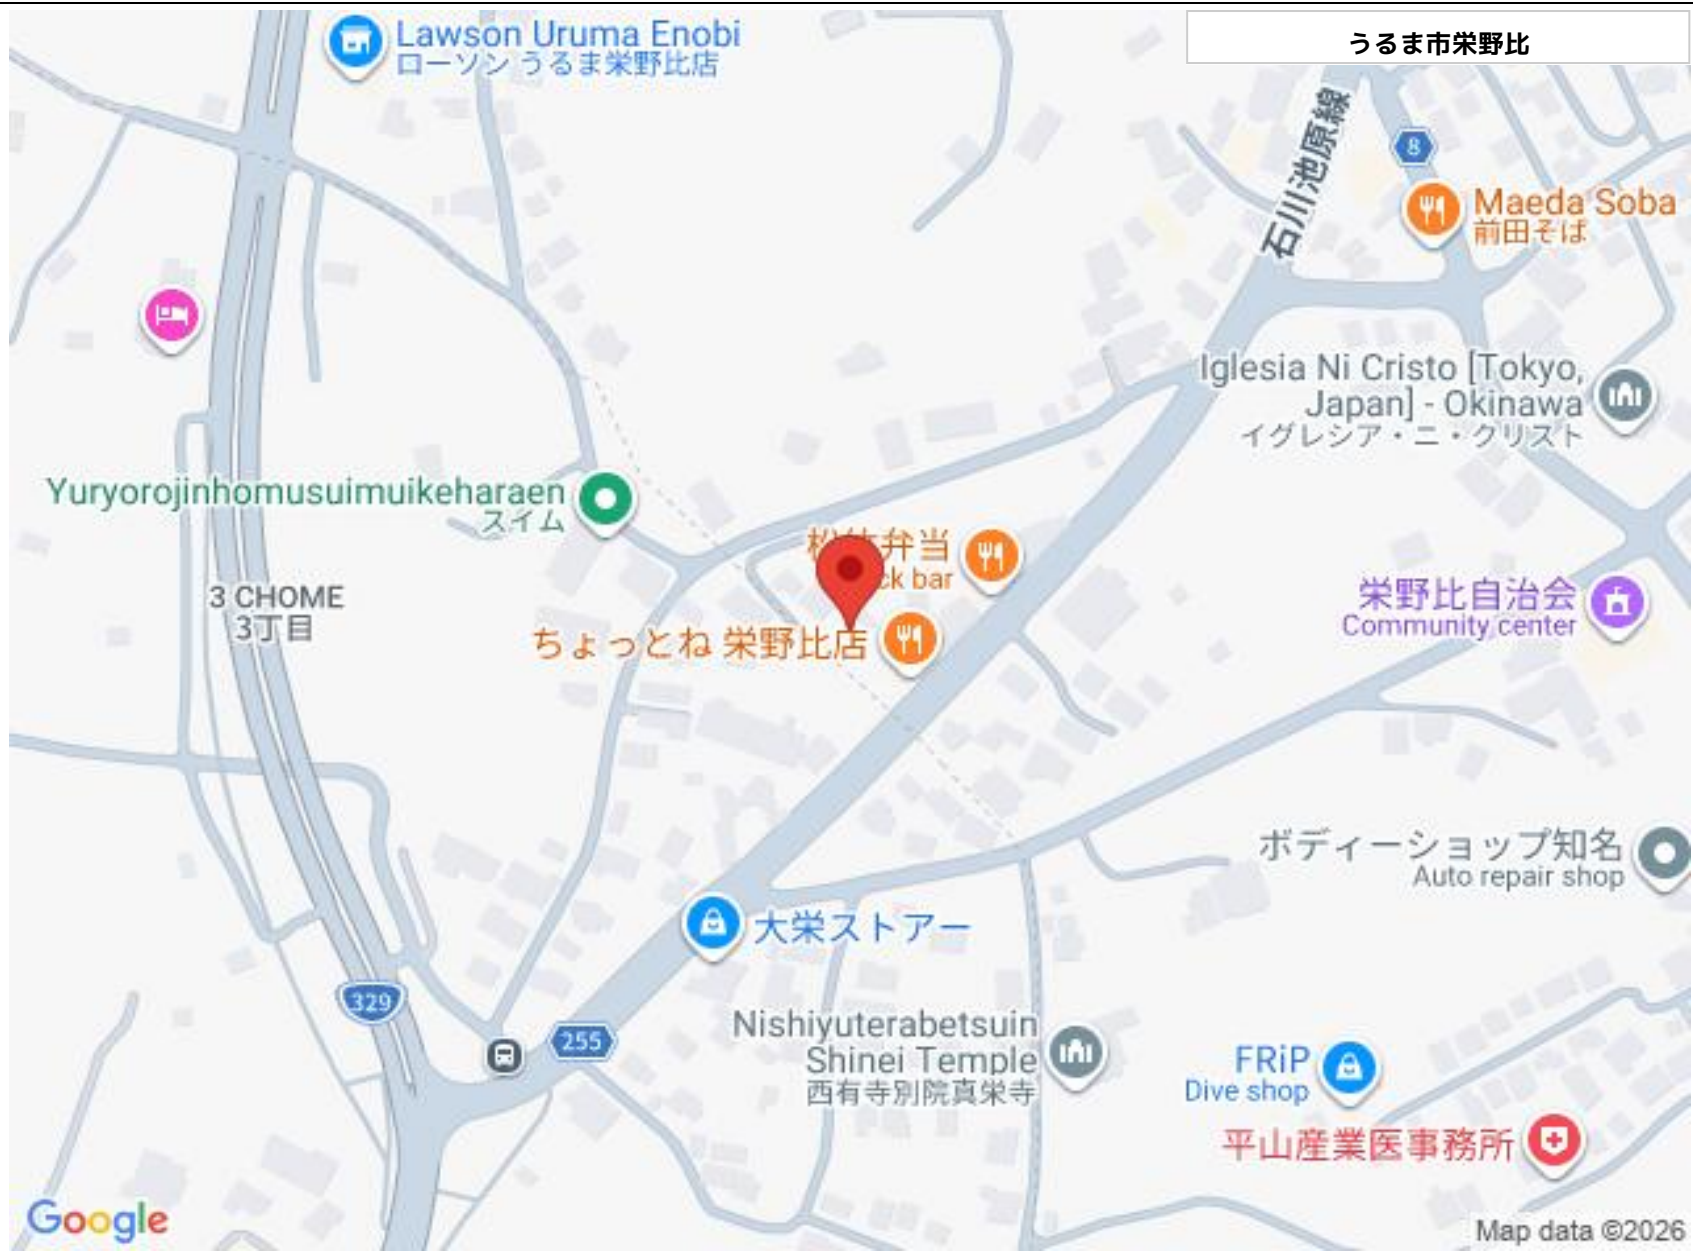 うるま市栄野比
Lawson Uruma Enobi
ローソン うるま栄野比店
石川池原線
8
Maeda Soba
前田そば
Iglesia Ni Cristo [Tokyo,
Japan] - Okinawa
イグレシア・ニ・クリスト
Yuryorojinhomusuimuikeharaen
スイム
弁当
ck bar
3 CHOME
3丁目
ちょっとね 栄野比店
栄野比自治会
Community center
ボディーショップ知名
Auto repair shop
大栄ストアー
329
255
Nishiyuterabetsuin
Shinei Temple
西有寺別院真栄寺
FRiP
Dive shop
平山産業医事務所
Google
Map data ©2026